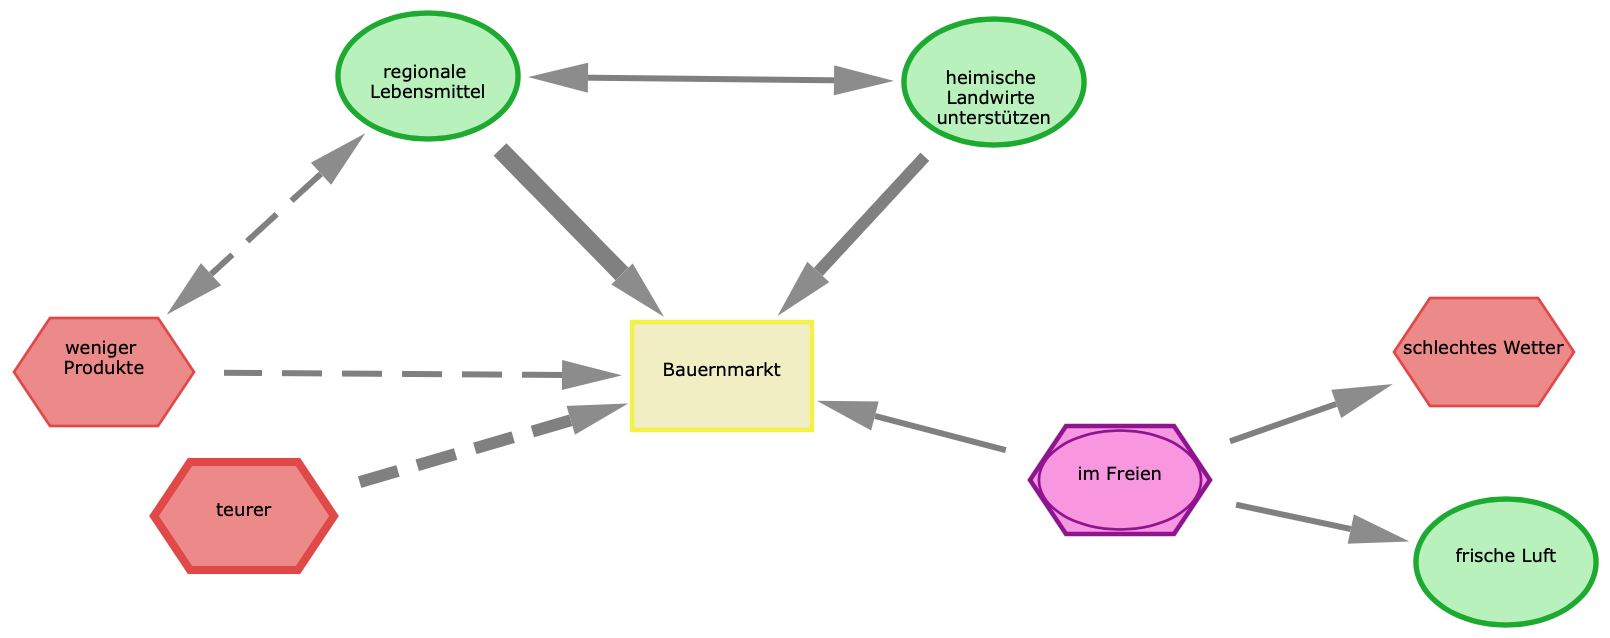 regionale
Lebensmittel
heimische
Landwirte
unterstützen
weniger
Produkte
Bauernmarkt
schlechtes Wetter
teurer
im Freien
frische Luft